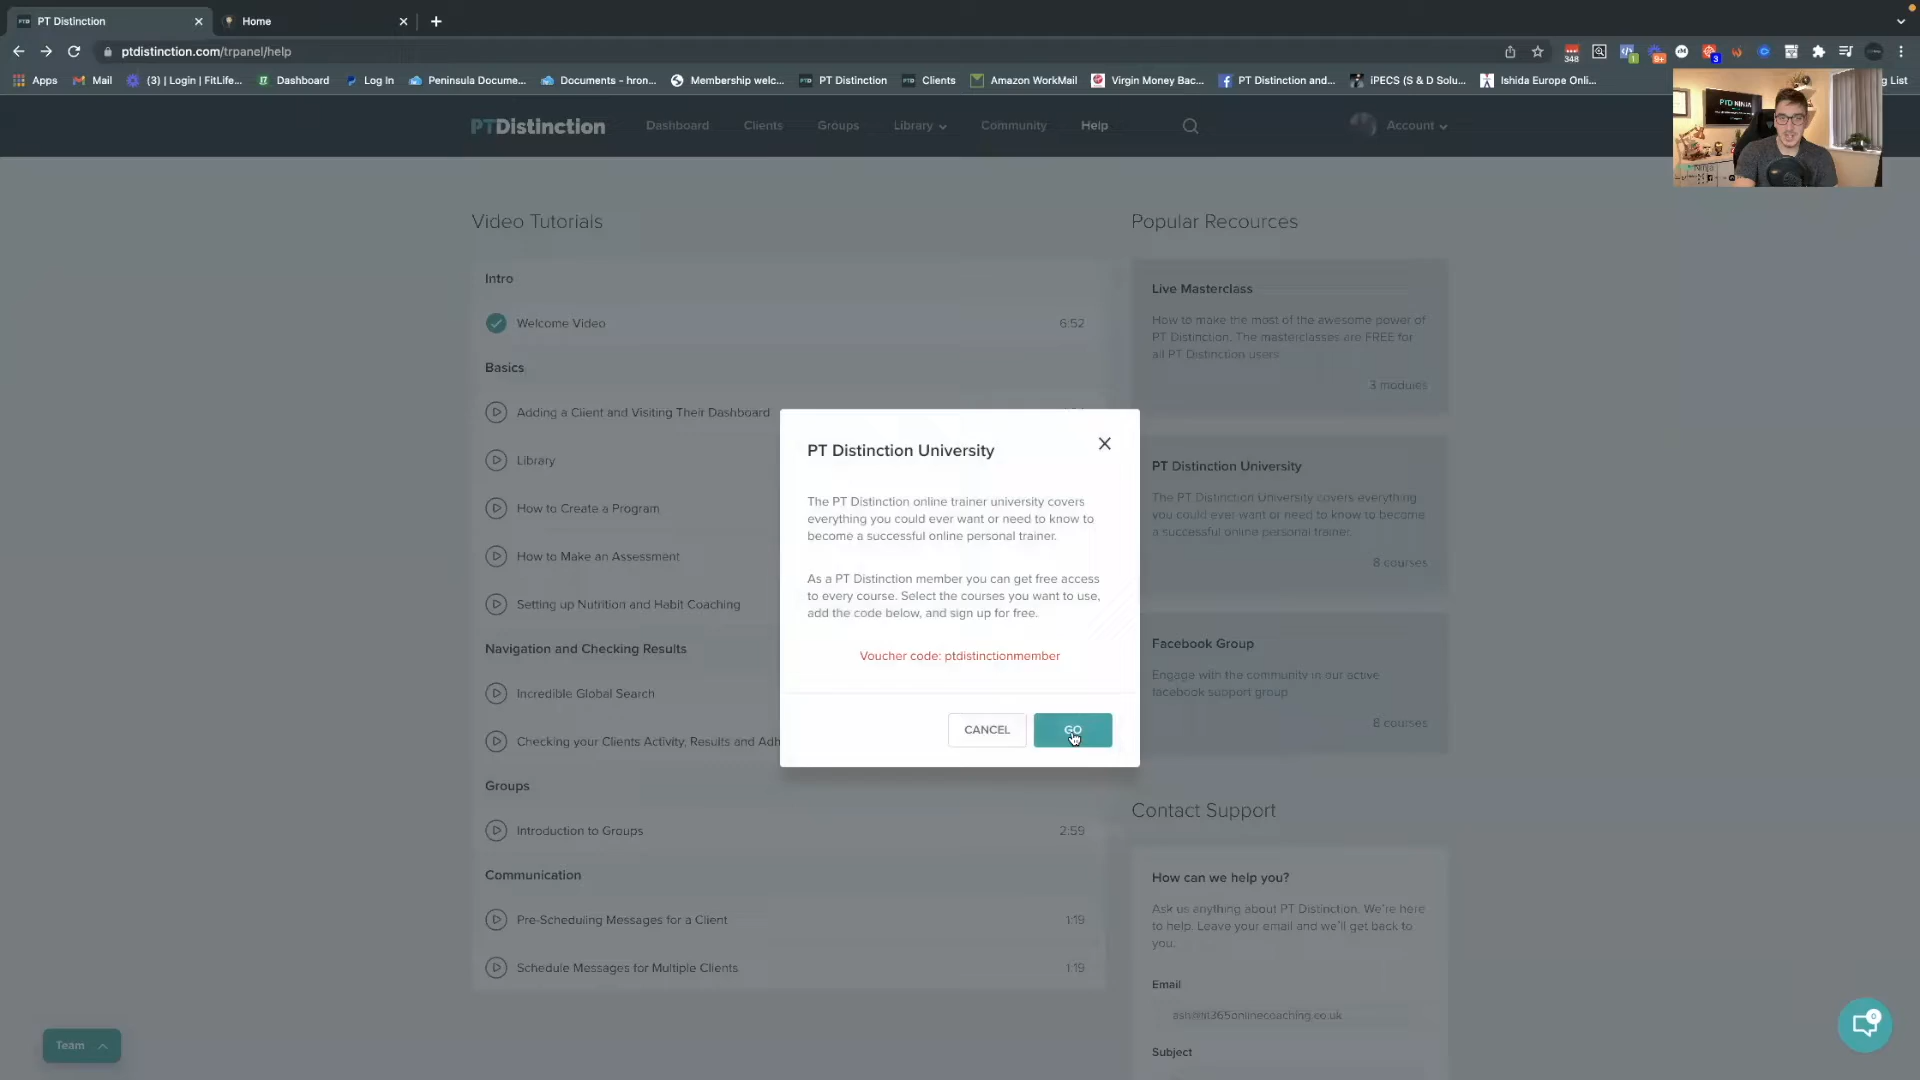 PT Distinction
Home
ptdistinction.com/trpanel/help
348
1
9+
3
Apps
Mail
(3) | Login | FitLife...
Dashboard
Log In
Peninsula Docume...
Documents - hron...
Membership welc...
PT Distinction
Clients
Amazon WorkMail
Virgin Money Bac...
PT Distinction and...
iPECS (S & D Solu...
Ishida Europe Onli...
g List
PTDistinction
Dashboard
Clients
Groups
Library
Community
Help
Account
PTD NINJA
Video Tutorials
Popular Recources
Intro
Welcome Video
6:52
Basics
Adding a Client and Visiting Their Dashboard
Library
How to Create a Program
How to Make an Assessment
Setting up Nutrition and Habit Coaching
Navigation and Checking Results
Incredible Global Search
Checking your Clients Activity, Results and Adh
Groups
Introduction to Groups
2:59
Communication
Pre-Scheduling Messages for a Client
1:19
Schedule Messages for Multiple Clients
1:19
PT Distinction University
The PT Distinction online trainer university covers
everything you could ever want or need to know to
become a successful online personal trainer.
As a PT Distinction member you can get free access
to every course. Select the courses you want to use,
add the code below, and sign up for free.
Voucher code: ptdistinctionmember
CANCEL
GO
Live Masterclass
How to make the most of the awesome power of
PT Distinction. The masterclasses are FREE for
all PT Distinction users
3 modules
PT Distinction University
The PT Distinction University covers everything
you could ever want or need to know to become
a successful online personal trainer.
8 courses
Facebook Group
Engage with the community in our active
facebook support group
8 courses
Contact Support
How can we help you?
Ask us anything about PT Distinction. We're here
to help. Leave your email and we'll get back to
you.
Email
Subject
Team
0